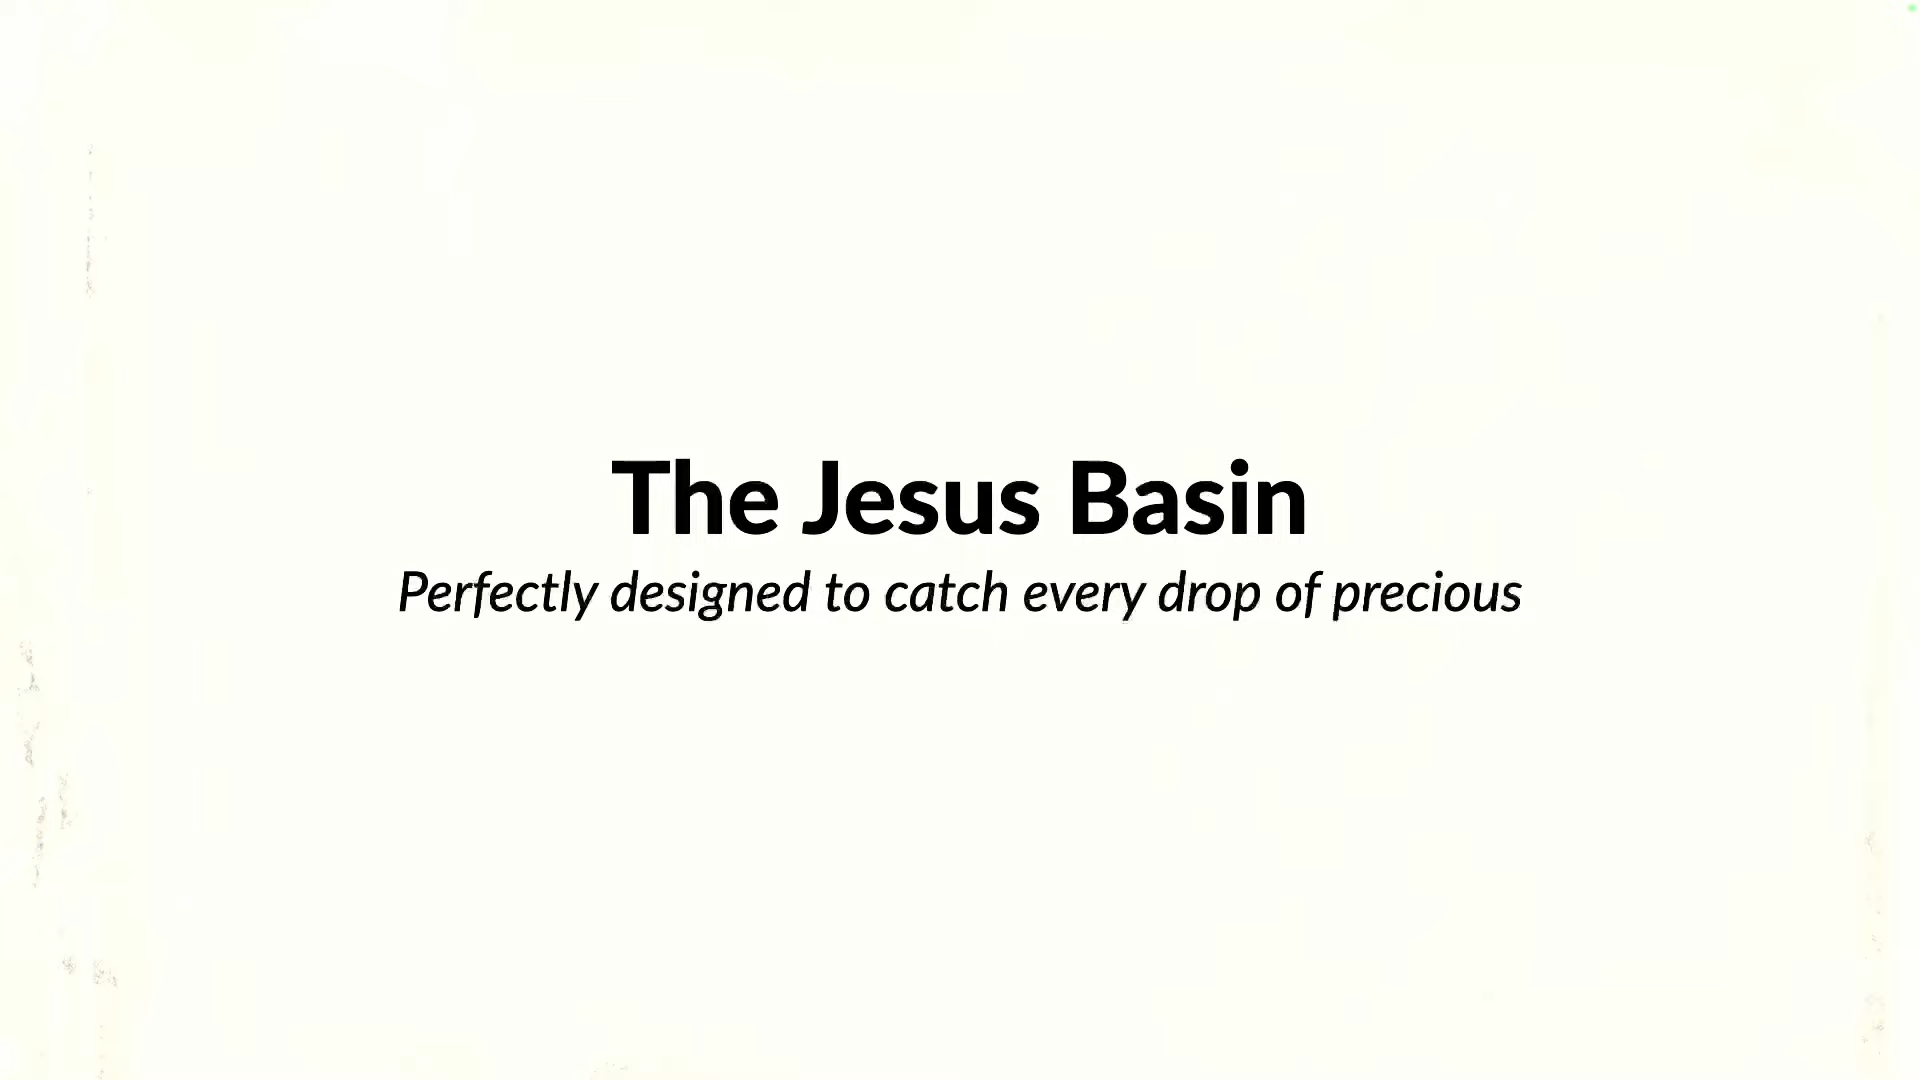 The Jesus Basin
Perfectly designed to catch every drop of precious